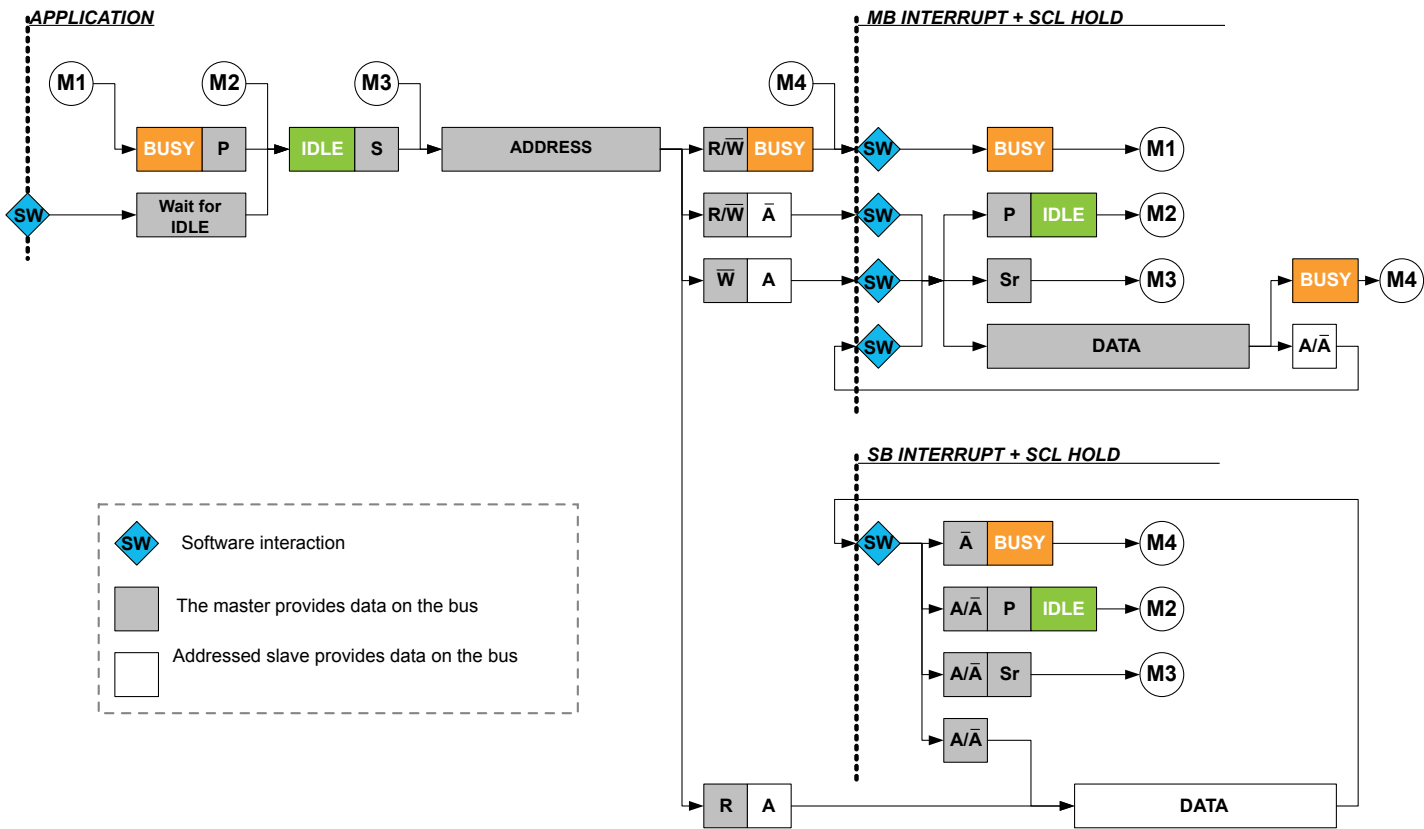 APPLICATION
MB INTERRUPT + SCL HOLD
M1
M2
M3
M4
BUSY P
IDLE S
ADDRESS
R/W̅ BUSY
SW
BUSY
M1
SW
Wait for
IDLE
R/W̅ A̅
SW
P IDLE
M2
W̅ A
SW
Sr
M3
BUSY
M4
SW
DATA
A/A̅
SB INTERRUPT + SCL HOLD
SW
A̅ BUSY
M4
A/A̅ P IDLE
M2
A/A̅ Sr
M3
A/A̅
R A
DATA
SW Software interaction
The master provides data on the bus
Addressed slave provides data on the bus